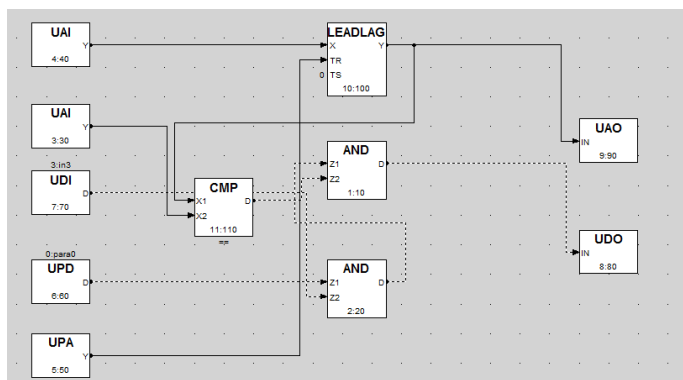 UAI
Y
4:40
LEADLAG
X
Y
TR
0 TS
10:100
UAI
Y
3:30
UAO
IN
9:90
3:in3
UDI
D
7:70
CMP
X1
D
X2
11:110
==
AND
Z1
D
Z2
1:10
0:para0
UPD
D
6:60
AND
Z1
D
Z2
2:20
UDO
IN
8:80
UPA
Y
5:50